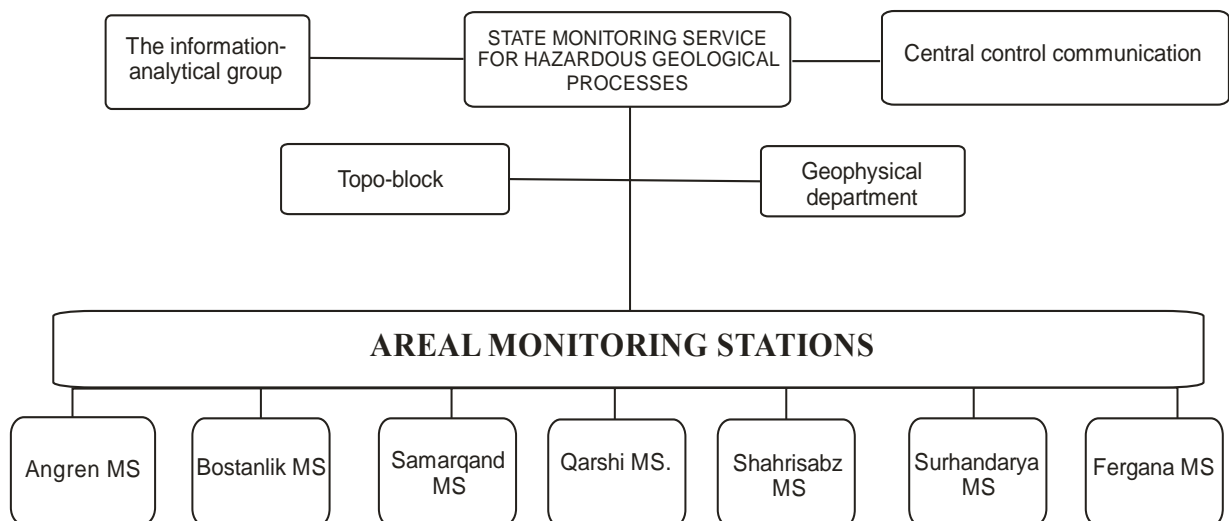 The information-
analytical group
STATE MONITORING SERVICE
FOR HAZARDOUS GEOLOGICAL
PROCESSES
Central control communication
Topo-block
Geophysical
department
AREAL MONITORING STATIONS
Angren MS
Bostanlik MS
Samarqand
MS
Qarshi MS.
Shahrisabz
MS
Surhandarya
MS
Fergana MS